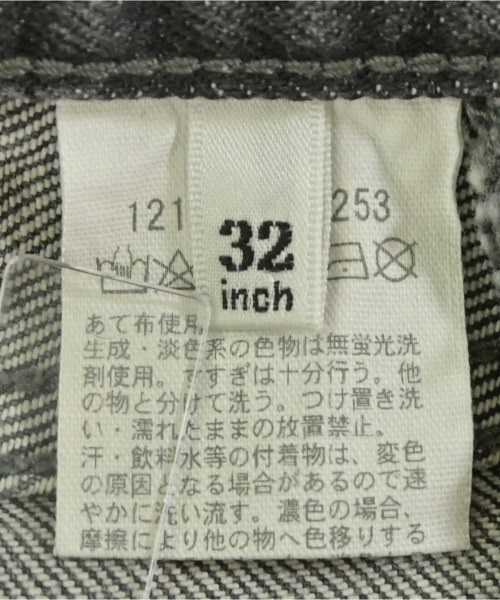 121
253
32
inch
あて布使用
生成・淡色系の色物は無蛍光洗
剤使用。すすぎは十分行う。他
の物と分けて洗う。つけ置き洗
い・濡れたままの放置禁止。
汗・飲料水等の付着物は、変色
の原因となる場合があるので速
やかに洗い流す。濃色の場合、
摩擦により他の物へ色移りする